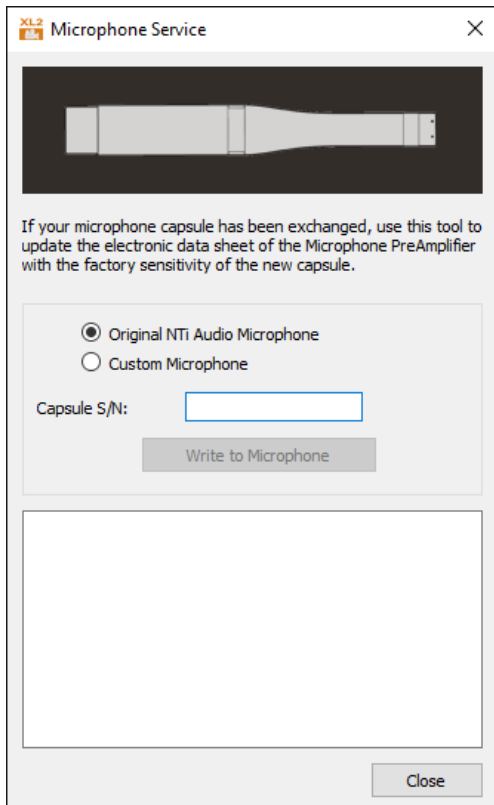 XL2
Microphone Service
If your microphone capsule has been exchanged, use this tool to
update the electronic data sheet of the Microphone PreAmplifier
with the factory sensitivity of the new capsule.
Original NTi Audio Microphone
Custom Microphone
Capsule S/N:
Write to Microphone
Close